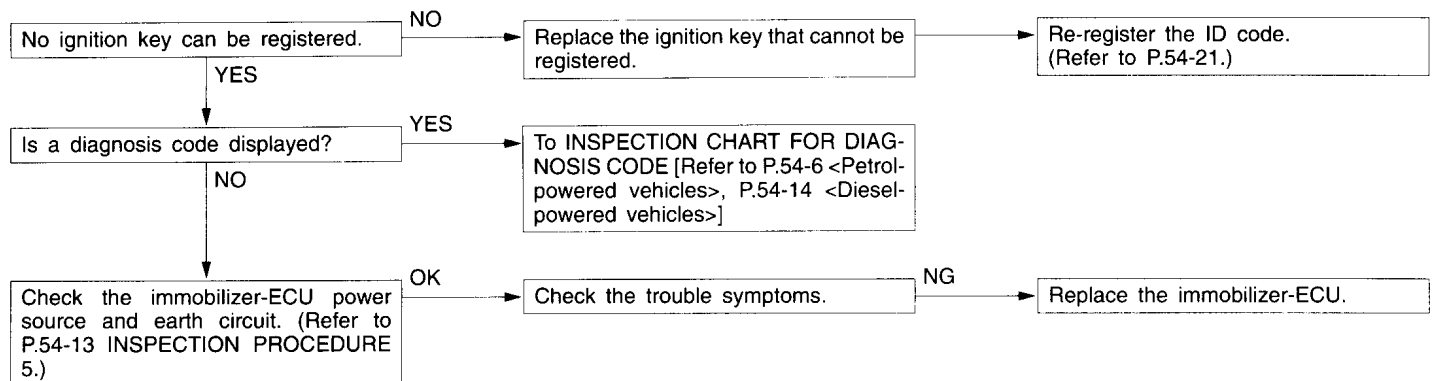 No ignition key can be registered.
NO
Replace the ignition key that cannot be
registered.
Re-register the ID code.
(Refer to P.54-21.)
YES
Is a diagnosis code displayed?
YES
To INSPECTION CHART FOR DIAG-
NOSIS CODE [Refer to P.54-6 <Petrol-
powered vehicles>, P.54-14 <Diesel-
powered vehicles>]
NO
Check the immobilizer-ECU power
source and earth circuit. (Refer to
P.54-13 INSPECTION PROCEDURE
5.)
OK
Check the trouble symptoms.
NG
Replace the immobilizer-ECU.